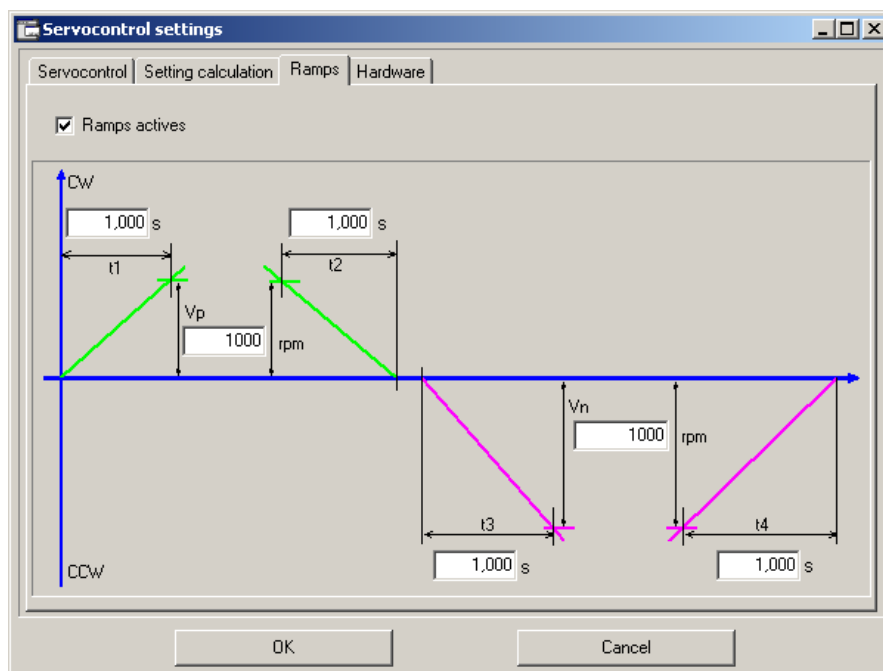 Servocontrol settings
Servocontrol Setting calculation Ramps Hardware
Ramps actives
CW
1,000 s 1,000 s
t1 t2
Vp
1000 rpm
Vn
1000 rpm
t3 t4
1,000 s 1,000 s
CCW
OK Cancel